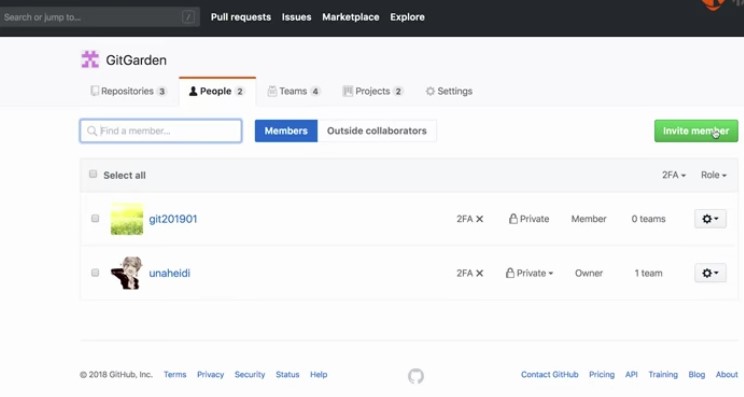 Search or jump to... /
Pull requests Issues Marketplace Explore
GitGarden
Repositories 3 People 2 Teams 4 Projects 2 Settings
Find a member... Members Outside collaborators Invite member
Select all 2FA Role
git201901 2FA ✕ Private Member 0 teams
unaheidi 2FA ✕ Private Owner 1 team
© 2018 GitHub, Inc. Terms Privacy Security Status Help Contact GitHub Pricing API Training Blog About